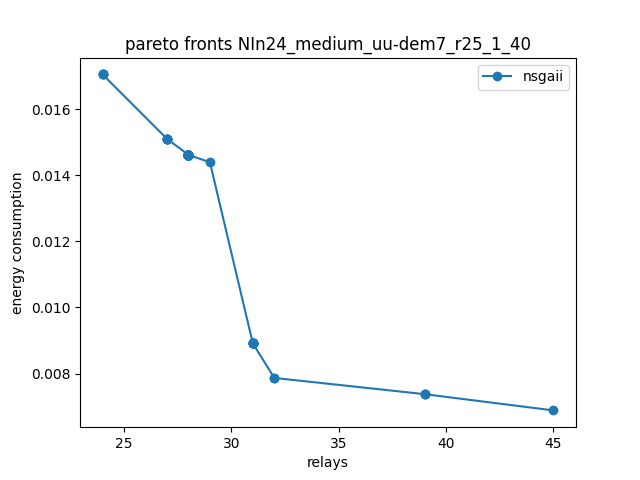 pareto fronts NIn24_medium_uu-dem7_r25_1_40
nsgaii
0.016
0.014
0.012
0.010
0.008
energy consumption
25 30 35 40 45
relays